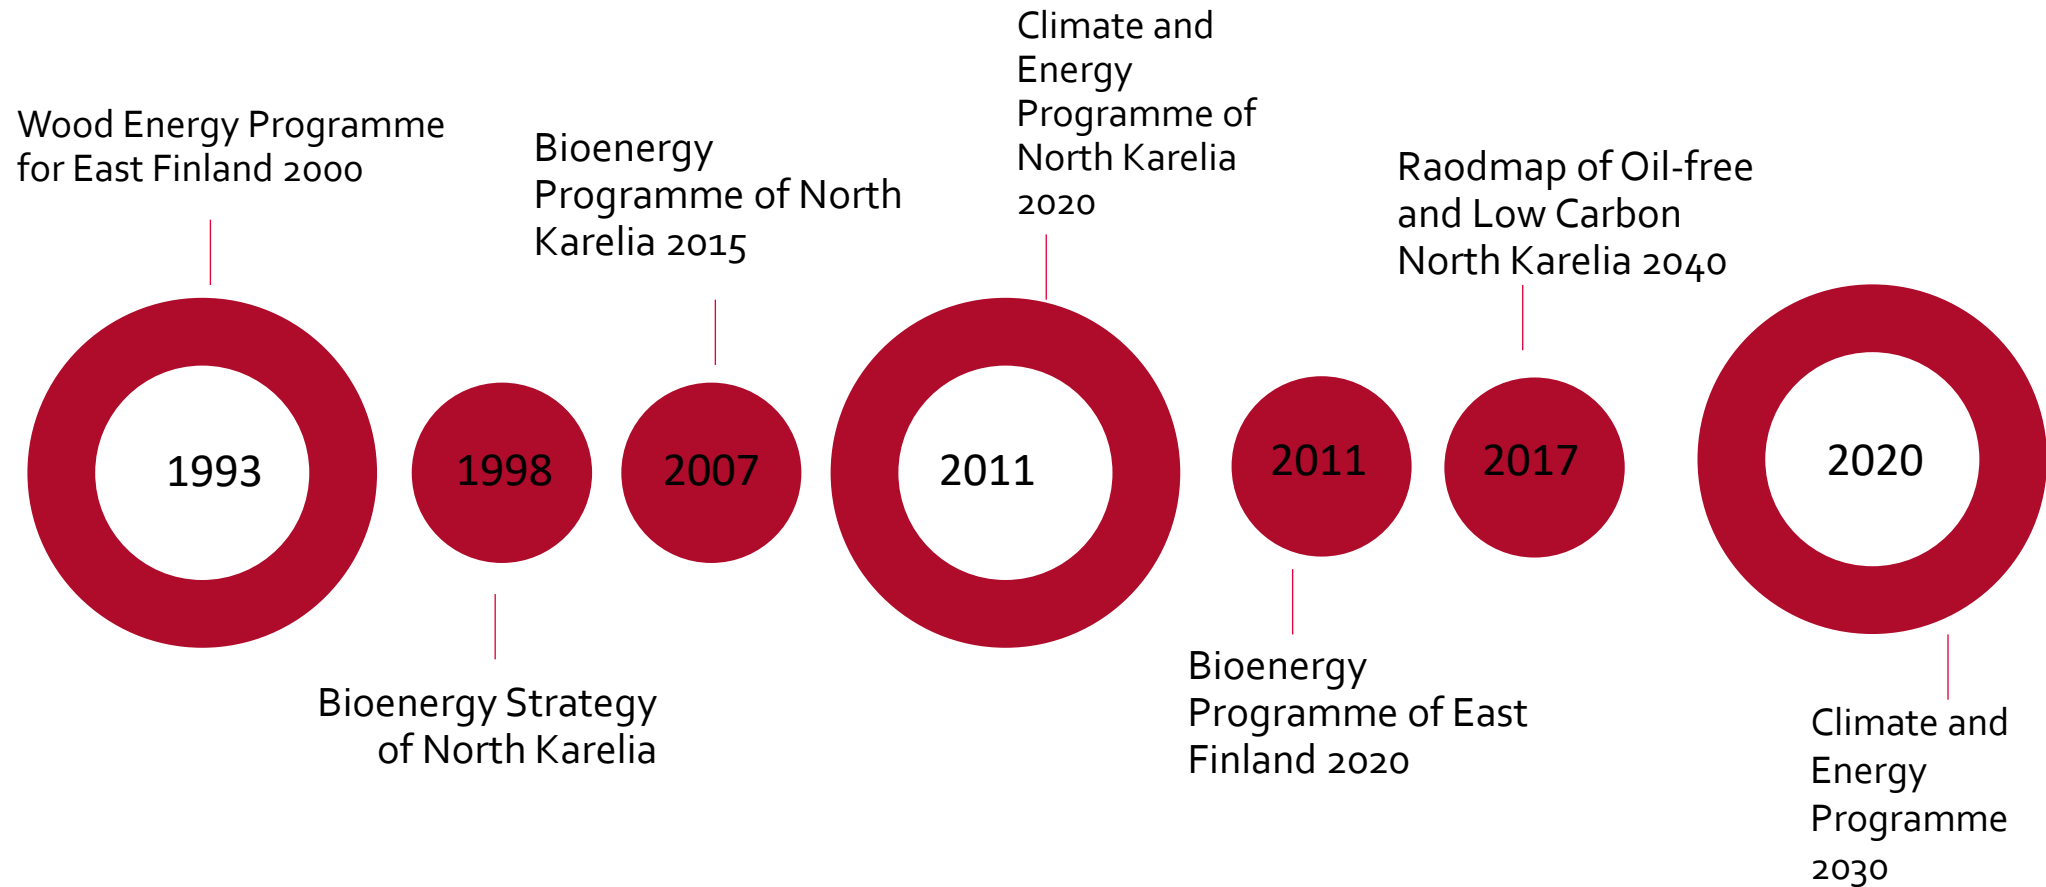 Wood Energy Programme
for East Finland 2000
1993
Bioenergy Strategy
of North Karelia
1998
Bioenergy
Programme of North
Karelia 2015
2007
Climate and
Energy
Programme of
North Karelia
2020
2011
Bioenergy
Programme of East
Finland 2020
2011
Raodmap of Oil-free
and Low Carbon
North Karelia 2040
2017
2020
Climate and
Energy
Programme
2030